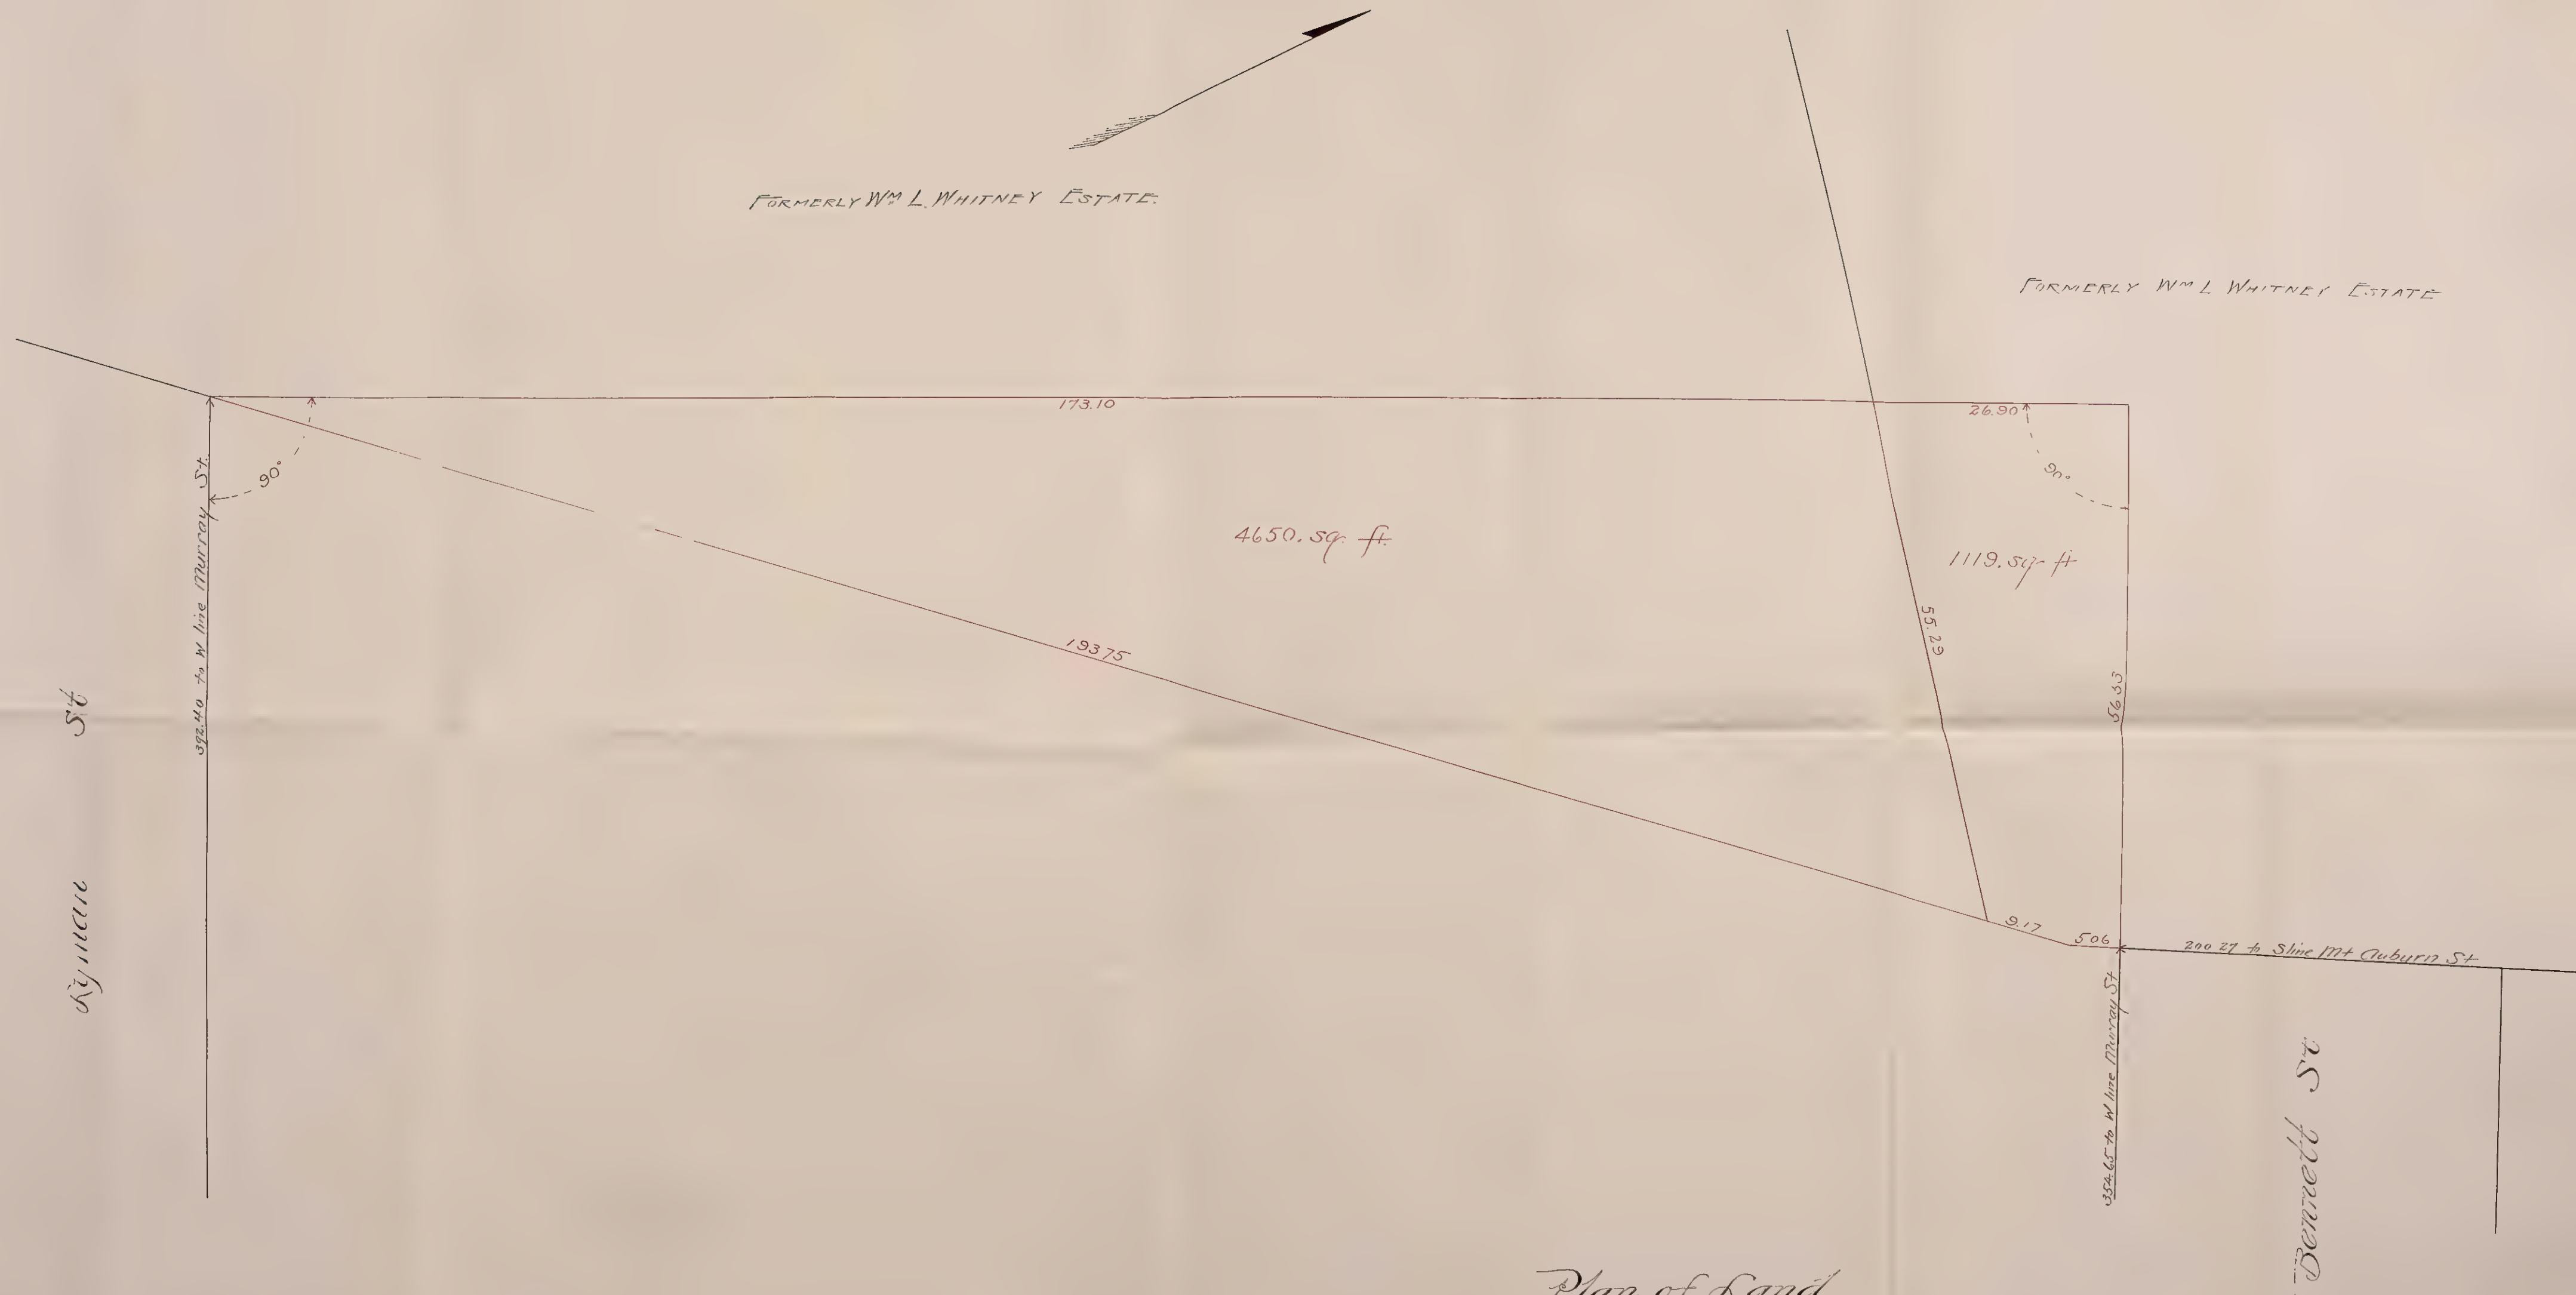 FORMERLY Wm L. WHITNEY ESTATE.
FORMERLY Wm L WHITNEY ESTATE
173.10
26.90
90°
90°
392.40 to W line Murray St.
4650. sq. ft.
1119. sq ft
55.29
193 75
56 33
9.17
5 06
200 27 to S line Mt Auburn St
354.65 to W line Murray St
Lyman St
Bennett St
Plan of Land